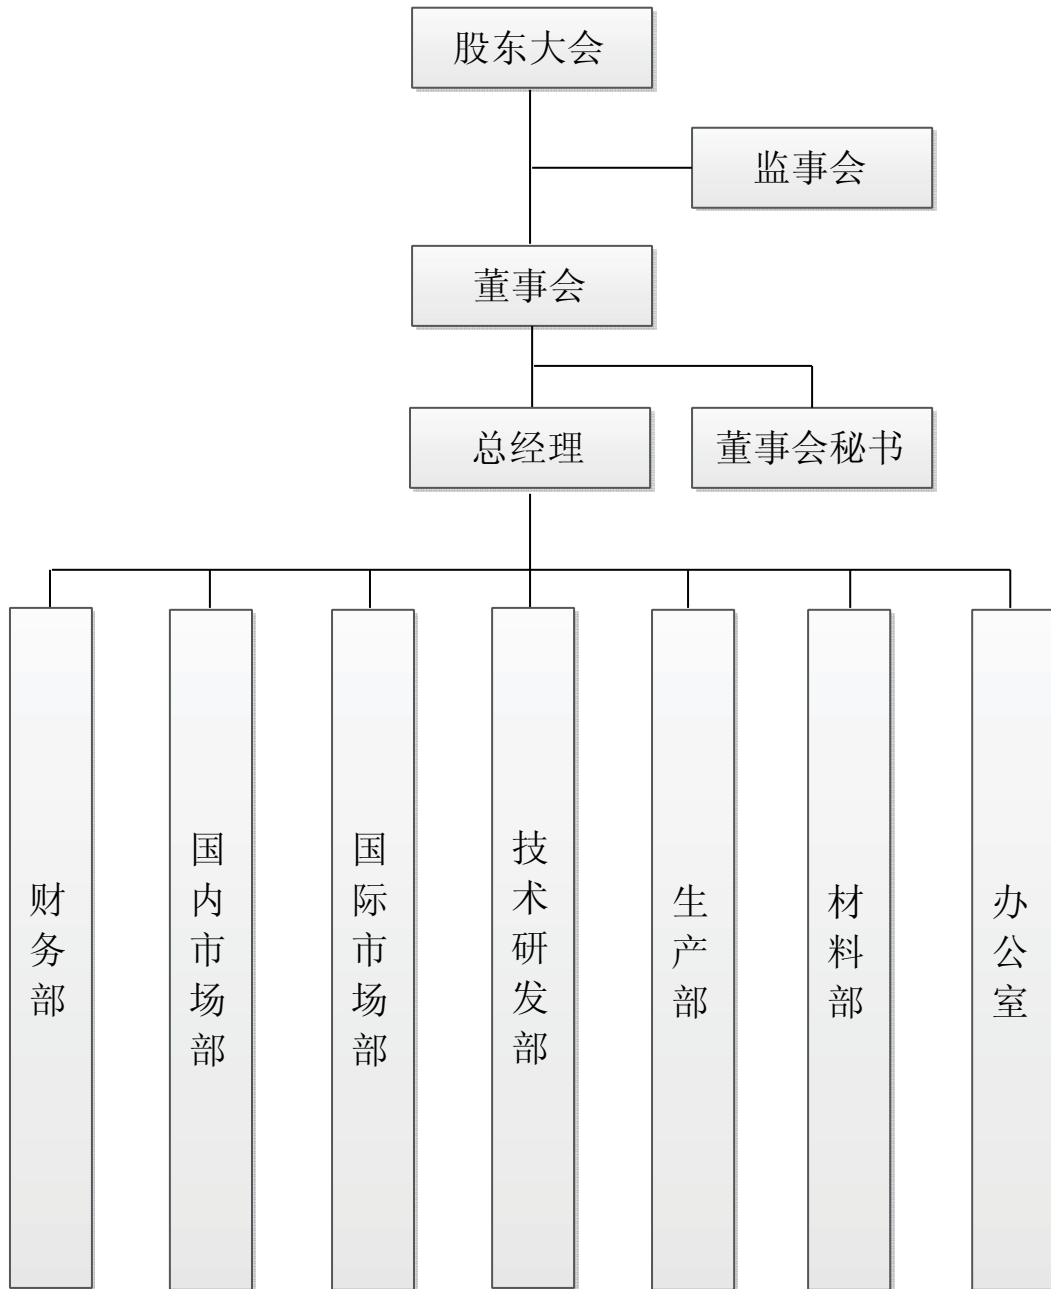 股东大会
监事会
董事会
总经理
董事会秘书
财务部
国内市场部
国际市场部
技术研发部
生产部
材料部
办公室